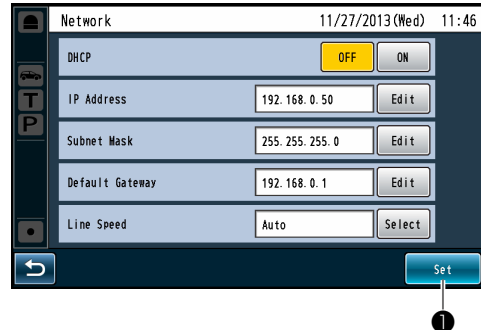 Network 11/27/2013(Wed) 11:46
DHCP OFF ON
IP Address 192.168.0.50 Edit
T
P
Subnet Mask 255.255.255.0 Edit
Default Gateway 192.168.0.1 Edit
Line Speed Auto Select
Set
1